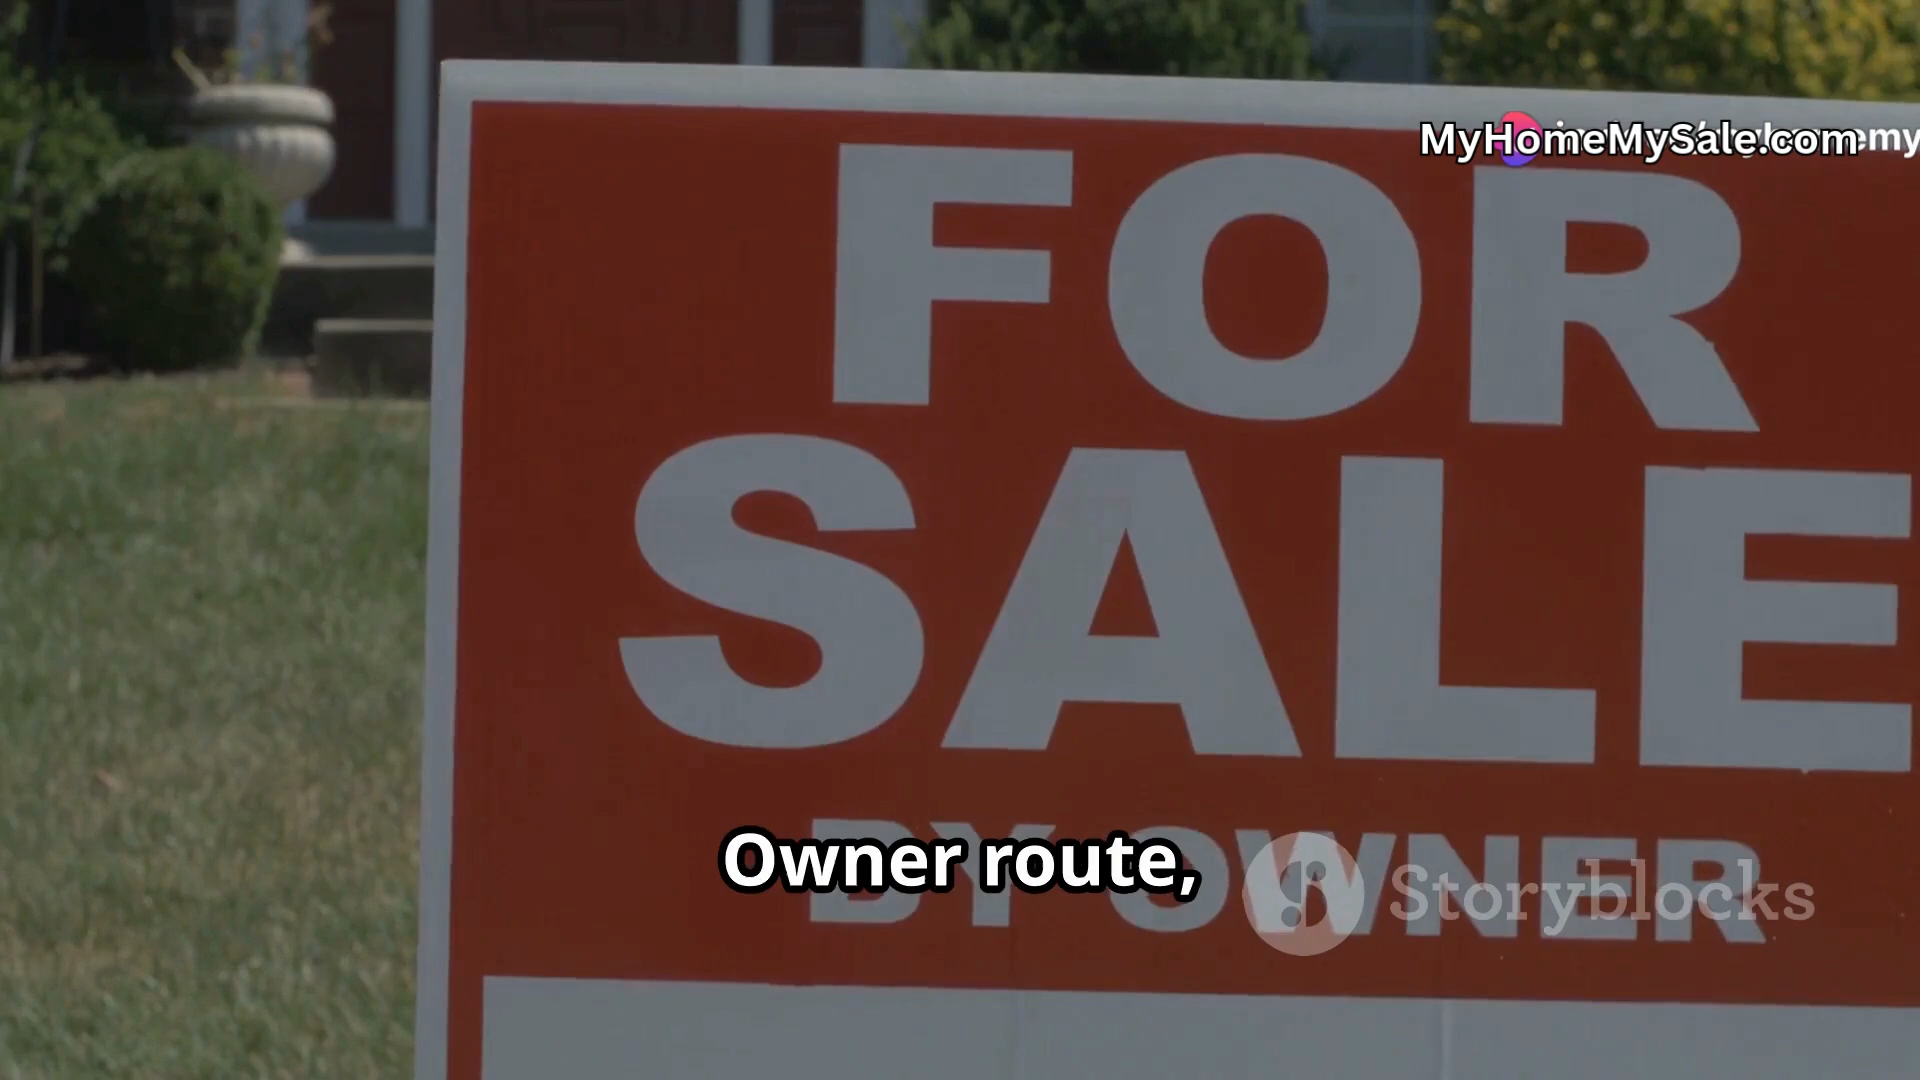 MyHomeMySale.com
FOR
SALE
BY OWNER
Owner route,
Storyblocks